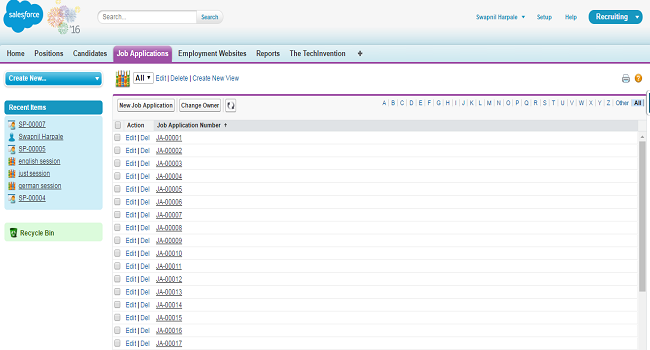 salesforce
'16
Search...
Search
Swapnil Harpale
Setup
Help
Recruiting
Home
Positions
Candidates
Job Applications
Employment Websites
Reports
The TechInvention
+
Create New...
All
Edit | Delete | Create New View
Recent Items
SP-00007
Swapnil Harpale
SP-00005
english session
just session
german session
SP-00004
Recycle Bin
New Job Application
Change Owner
A B C D E F G H I J K L M N O P Q R S T U V W X Y Z Other All
Action
Job Application Number
Edit | Del JA-00001
Edit | Del JA-00002
Edit | Del JA-00003
Edit | Del JA-00004
Edit | Del JA-00005
Edit | Del JA-00006
Edit | Del JA-00007
Edit | Del JA-00008
Edit | Del JA-00009
Edit | Del JA-00010
Edit | Del JA-00011
Edit | Del JA-00012
Edit | Del JA-00013
Edit | Del JA-00014
Edit | Del JA-00015
Edit | Del JA-00016
Edit | Del JA-00017